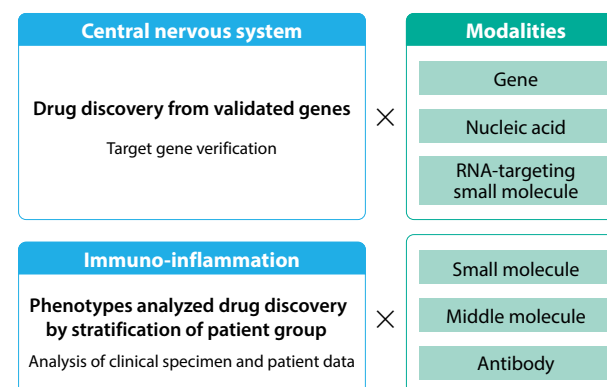 Central nervous system
Drug discovery from validated genes
Target gene verification
×
Modalities
Gene
Nucleic acid
RNA-targeting
small molecule
Immuno-inflammation
Phenotypes analyzed drug discovery
by stratification of patient group
Analysis of clinical specimen and patient data
×
Small molecule
Middle molecule
Antibody